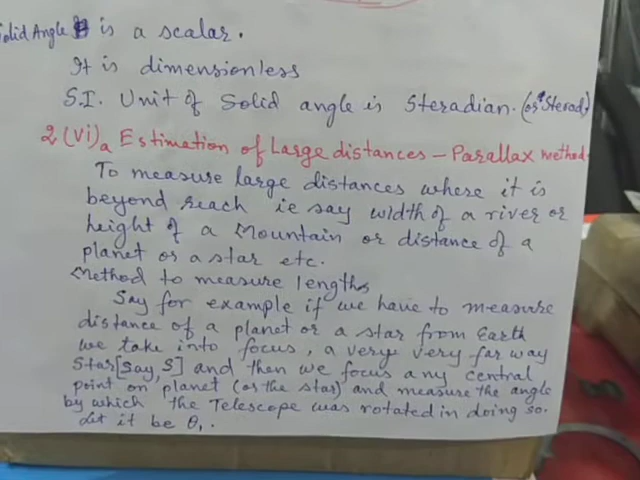 olid Angle is a scalar.
It is dimensionless
S.I. Unit of Solid angle is Steradian. (or Sterad)
2(Vi)a Estimation of Large distances - Parallax method.
To measure large distances where it is
beyond reach ie say width of a river or
height of a Mountain or distance of a
planet or a star etc.
Method to measure lengths
Say for example if we have to measure
distance of a planet or a star from Earth
we take into focus, a very very far way
Star [say, S] and then we focus any central
point on planet (or the star) and measure the angle
by which the Telescope was rotated in doing so.
Let it be θ₁.